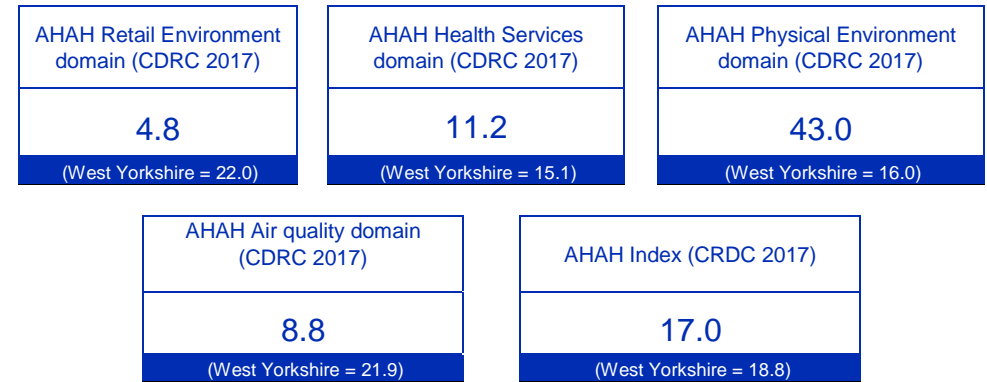 AHAH Retail Environment
domain (CDRC 2017)
4.8
(West Yorkshire = 22.0)
AHAH Health Services
domain (CDRC 2017)
11.2
(West Yorkshire = 15.1)
AHAH Physical Environment
domain (CDRC 2017)
43.0
(West Yorkshire = 16.0)
AHAH Air quality domain
(CDRC 2017)
8.8
(West Yorkshire = 21.9)
AHAH Index (CRDC 2017)
17.0
(West Yorkshire = 18.8)